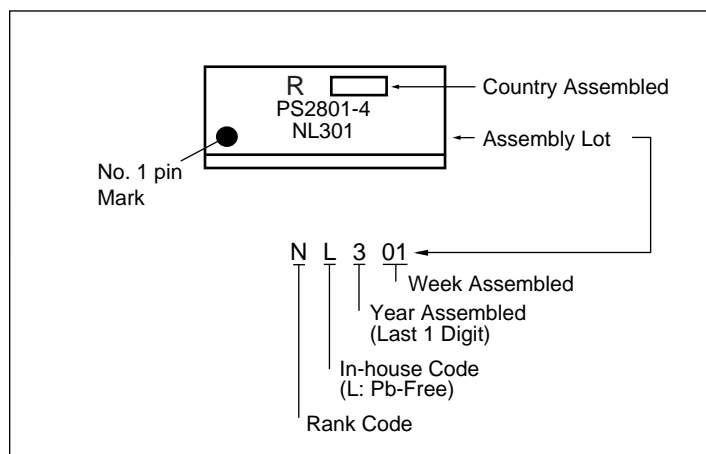 R
Country Assembled
PS2801-4
NL301
Assembly Lot
No. 1 pin
Mark
N L 3 01
Week Assembled
Year Assembled
(Last 1 Digit)
In-house Code
(L: Pb-Free)
Rank Code